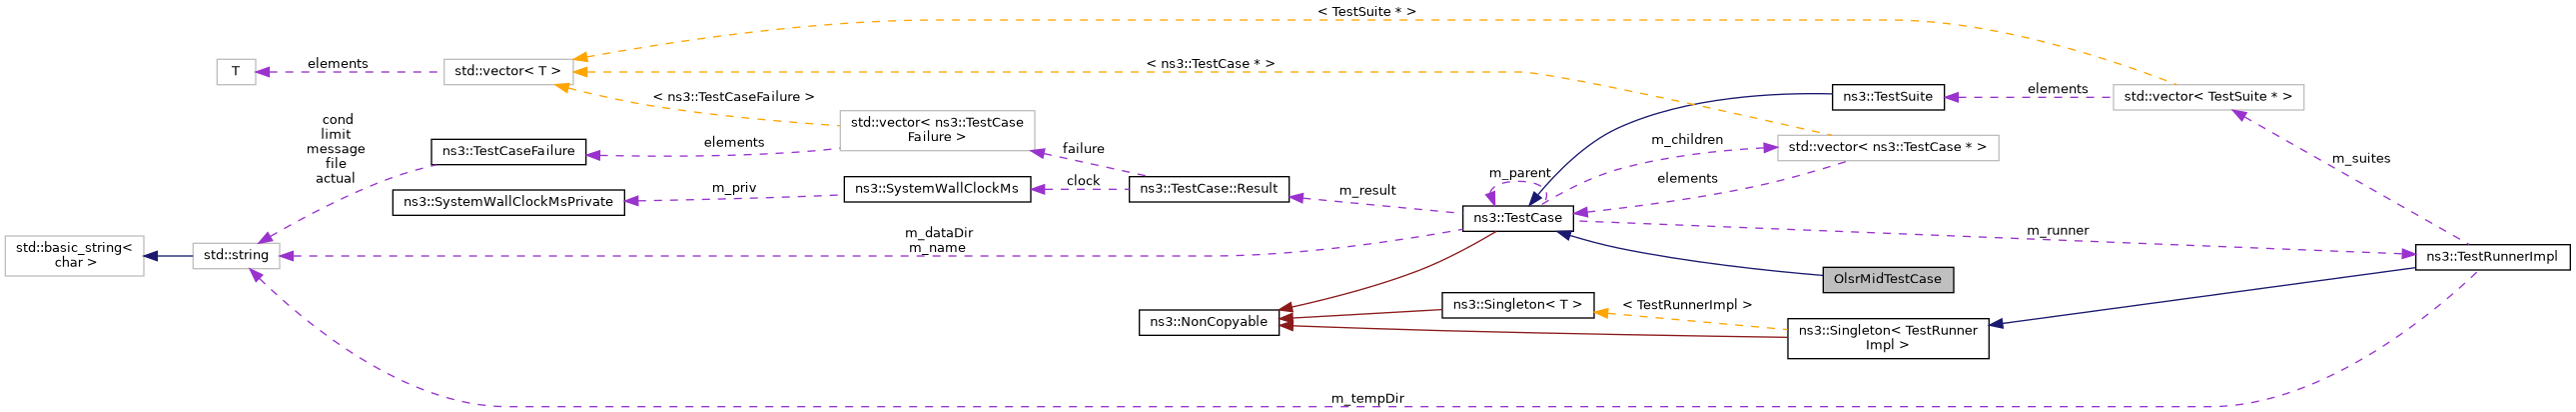 < TestSuite * >
T
elements
std::vector< T >
< ns3::TestCase * >
< ns3::TestCaseFailure >
ns3::TestSuite
elements
std::vector< TestSuite * >
cond
limit
message
file
actual
ns3::TestCaseFailure
elements
std::vector< ns3::TestCase
Failure >
failure
m_children
std::vector< ns3::TestCase * >
m_suites
ns3::SystemWallClockMsPrivate
m_priv
ns3::SystemWallClockMs
clock
ns3::TestCase::Result
m_result
m_parent
elements
ns3::TestCase
m_runner
std::basic_string<
char >
std::string
m_dataDir
m_name
ns3::TestRunnerImpl
OlsrMidTestCase
ns3::NonCopyable
ns3::Singleton< T >
< TestRunnerImpl >
ns3::Singleton< TestRunner
Impl >
m_tempDir